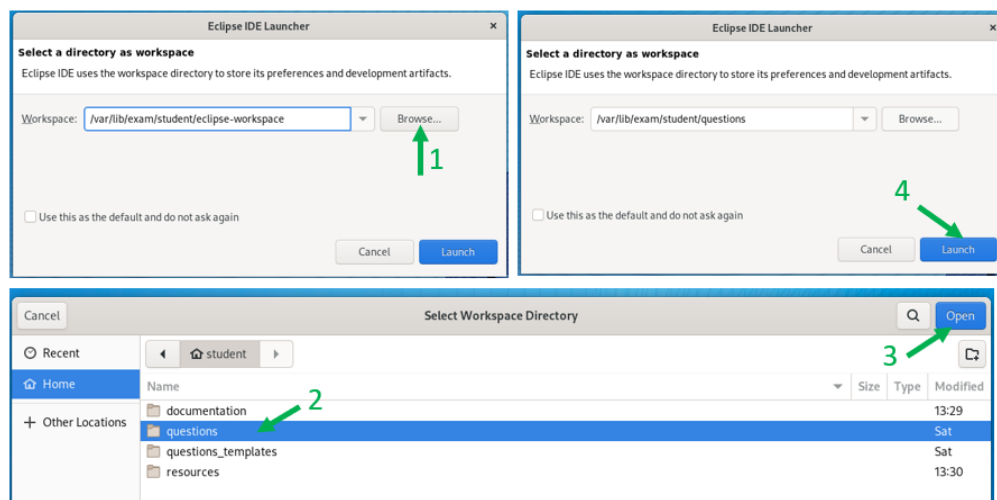 Eclipse IDE Launcher ×
Select a directory as workspace
Eclipse IDE uses the workspace directory to store its preferences and development artifacts.
Workspace: /var/lib/exam/student/eclipse-workspace Browse...
1
Use this as the default and do not ask again
Cancel Launch
Eclipse IDE Launcher ×
Select a directory as workspace
Eclipse IDE uses the workspace directory to store its preferences and development artifacts.
Workspace: /var/lib/exam/student/questions Browse...
4
Use this as the default and do not ask again
Cancel Launch
Cancel Select Workspace Directory Open
3
Recent
Home
+ Other Locations
student
Name Size Type Modified
2
documentation 13:29
questions Sat
questions_templates Sat
resources 13:30